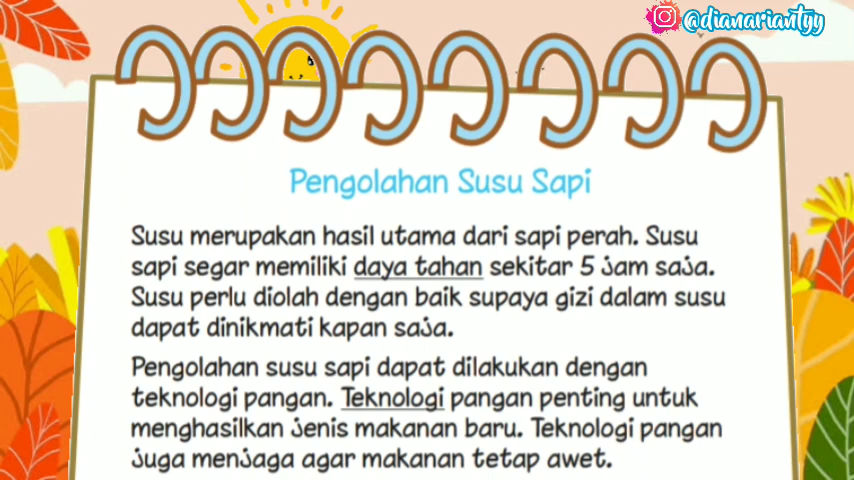 @dianariantyy
Pengolahan Susu Sapi
Susu merupakan hasil utama dari sapi perah. Susu
sapi segar memiliki daya tahan sekitar 5 jam saja.
Susu perlu diolah dengan baik supaya gizi dalam susu
dapat dinikmati kapan saja.
Pengolahan susu sapi dapat dilakukan dengan
teknologi pangan. Teknologi pangan penting untuk
menghasilkan jenis makanan baru. Teknologi pangan
juga menjaga agar makanan tetap awet.